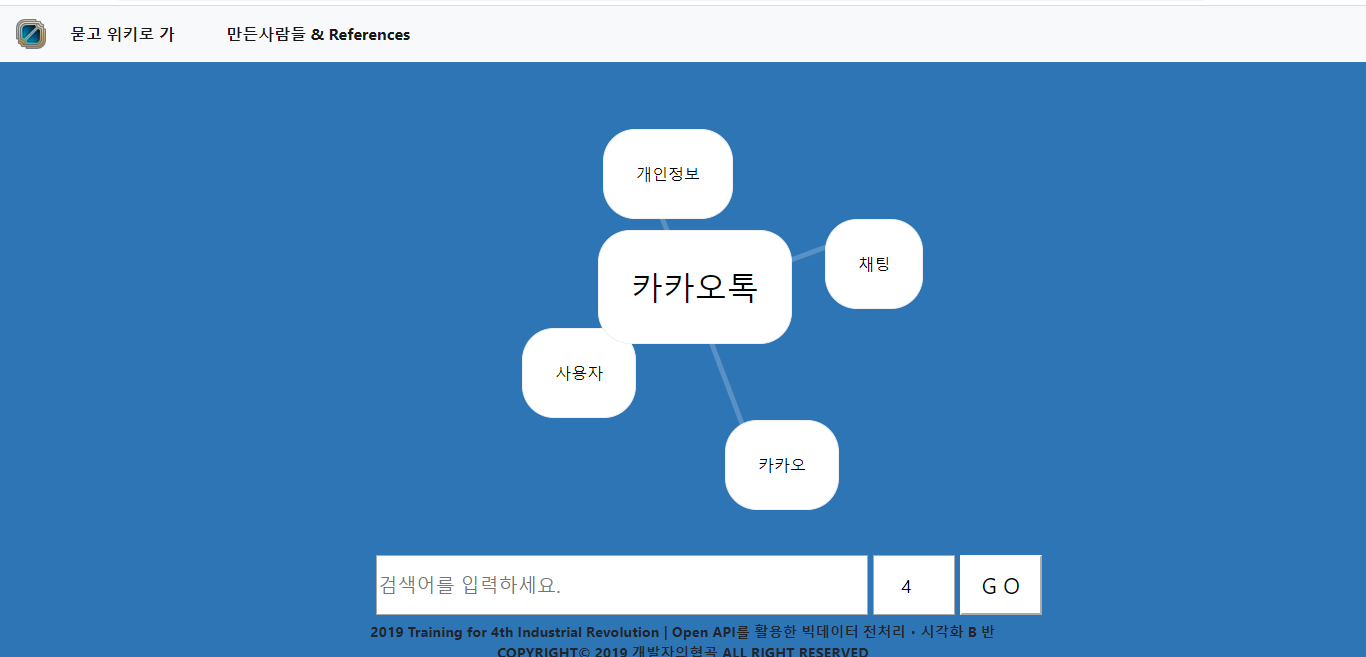 묻고 위키로 가 만든사람들 & References
개인정보
채팅
카카오톡
사용자
카카오
검색어를 입력하세요. 4 G O
2019 Training for 4th Industrial Revolution | Open API를 활용한 빅데이터 전처리・시각화 B 반
COPYRIGHT© 2019 개발자의협곡 ALL RIGHT RESERVED